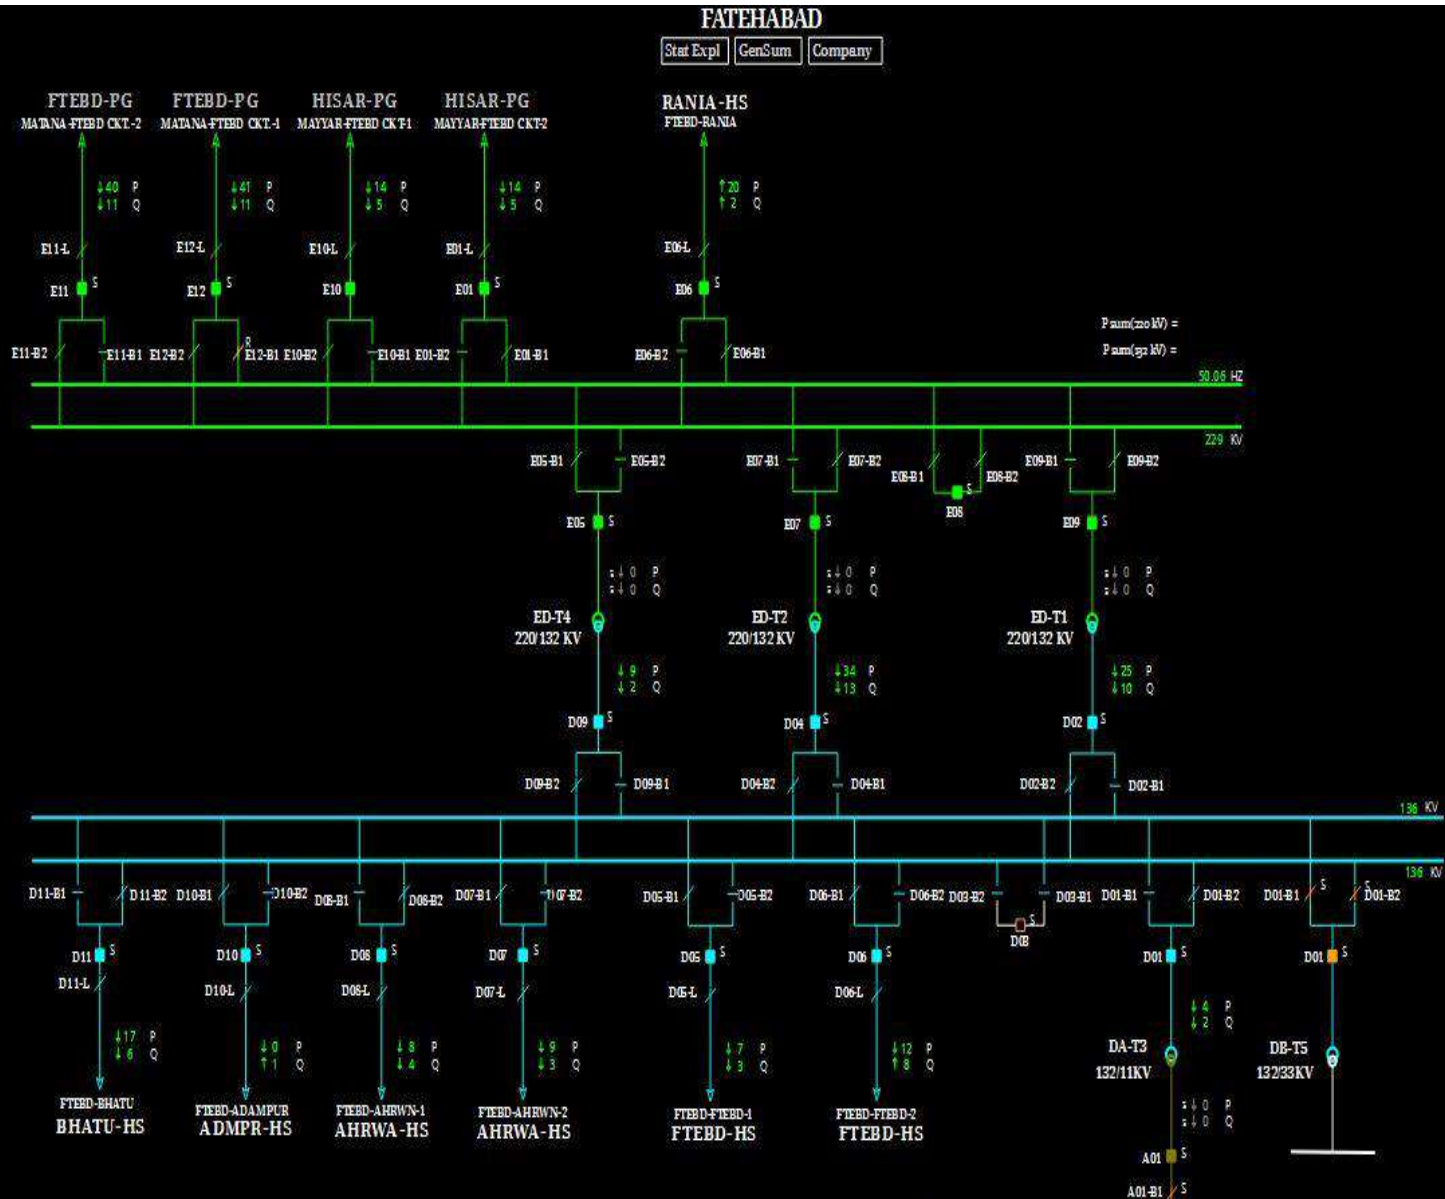 FATEHABAD
Stat Expl GenSum Company
FTEBD-PG FTEBD-PG HISAR-PG HISAR-PG RANIA-HS
MATANA-FTEBD CKT.-2 MATANA-FTEBD CKT.-1 MAYYAR-FTEBD CKT-1 MAYYAR-FTEBD CKT-2 FTEBD-RANIA
↓40 P ↓41 P ↓14 P ↓14 P ↑20 P
↓11 Q ↓11 Q ↓5 Q ↓5 Q ↑2 Q
E11-L E12-L E10-L E01-L E06-L
S S S S
E11 E12 E10 E01 E06
P sum(220 kV) =
R
E11-B2 E11-B1 E12-B2 E12-B1 E10-B2 E10-B1 E01-B2 E01-B1 E06-B2 E06-B1
P sum(132 kV) =
50.06 HZ
229 KV
E05-B1 E05-B2 E07-B1 E07-B2 E09-B1 E09-B2
E08-B1 E08-B2
S
E08
E05 S E07 S E09 S
↓0 P ↓0 P ↓0 P
↓0 Q ↓0 Q ↓0 Q
ED-T4 ED-T2 ED-T1
220/132 KV 220/132 KV 220/132 KV
↓9 P ↓34 P ↓25 P
↓2 Q ↓13 Q ↓10 Q
D09 S D04 S D02 S
D09-B2 D09-B1 D04-B2 D04-B1 D02-B2 D02-B1
136 KV
136 KV
S S
D11-B1 D11-B2 D10-B1 D10-B2 D08-B1 D08-B2 D07-B1 D07-B2 D05-B1 D05-B2 D06-B1 D06-B2 D03-B2 D03-B1 D01-B1 D01-B2 D01-B1 D01-B2
S
D03
D11 S D10 S D08 S D07 S D05 S D06 S D01 S D01 S
D11-L D10-L D08-L D07-L D05-L D06-L
↓4 P
↓2 Q
↓17 P ↓0 P ↓8 P ↓9 P ↓7 P ↓12 P
↓6 Q ↑1 Q ↓4 Q ↓3 Q ↓3 Q ↑8 Q
DA-T3 DB-T5
132/11KV 132/33KV
FTEBD-BHATU FTEBD-ADAMPUR FTEBD-AHRWN-1 FTEBD-AHRWN-2 FTEBD-FTEBD-1 FTEBD-FTEBD-2
BHATU-HS ADMPR-HS AHRWA-HS AHRWA-HS FTEBD-HS FTEBD-HS
↓0 P
↓0 Q
A01 S
A01-B1 S